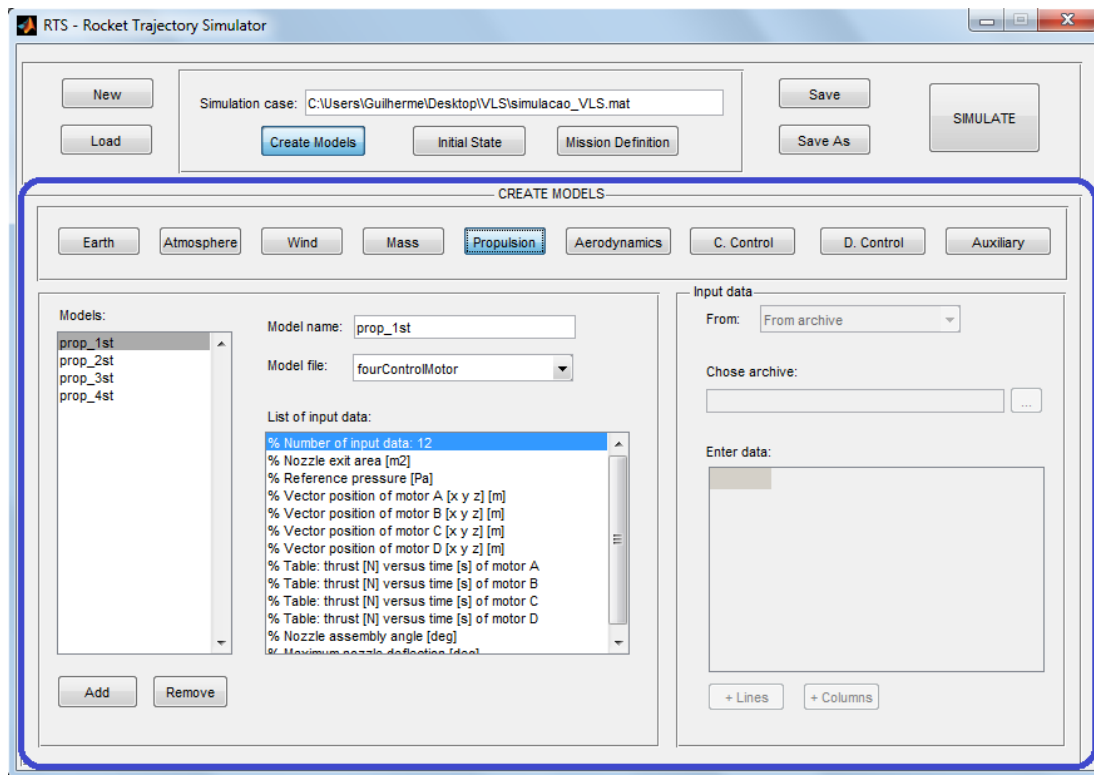 RTS - Rocket Trajectory Simulator
New
Simulation case: C:\Users\Guilherme\Desktop\VLS\simulacao_VLS.mat
Save
SIMULATE
Load
Create Models
Initial State
Mission Definition
Save As
CREATE MODELS
Earth
Atmosphere
Wind
Mass
Propulsion
Aerodynamics
C. Control
D. Control
Auxiliary
Models:
prop_1st
prop_2st
prop_3st
prop_4st
Add
Remove
Model name: prop_1st
Model file: fourControlMotor
List of input data:
% Number of input data: 12
% Nozzle exit area [m2]
% Reference pressure [Pa]
% Vector position of motor A [x y z] [m]
% Vector position of motor B [x y z] [m]
% Vector position of motor C [x y z] [m]
% Vector position of motor D [x y z] [m]
% Table: thrust [N] versus time [s] of motor A
% Table: thrust [N] versus time [s] of motor B
% Table: thrust [N] versus time [s] of motor C
% Table: thrust [N] versus time [s] of motor D
% Nozzle assembly angle [deg]
% Maximum nozzle deflection [deg]
Input data
From: From archive
Chose archive:
...
Enter data:
+ Lines
+ Columns